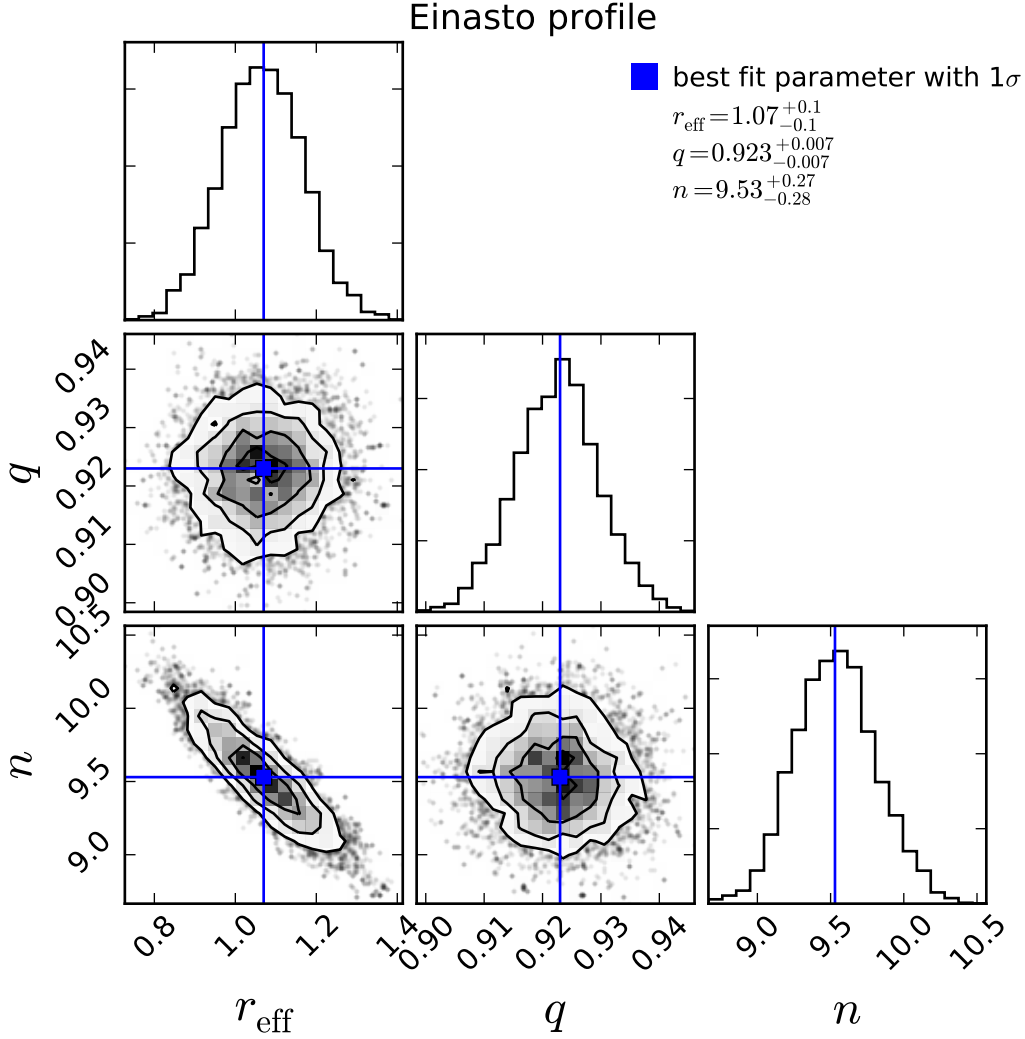 Einasto profile
best fit parameter with 1σ
r_eff = 1.07 +0.1 −0.1
q = 0.923 +0.007 −0.007
n = 9.53 +0.27 −0.28
q
0.94
0.93
0.92
0.91
0.90
n
10.5
10.0
9.5
9.0
0.8 1.0 1.2 1.4 0.90 0.91 0.92 0.93 0.94 9.0 9.5 10.0 10.5
r_eff q n